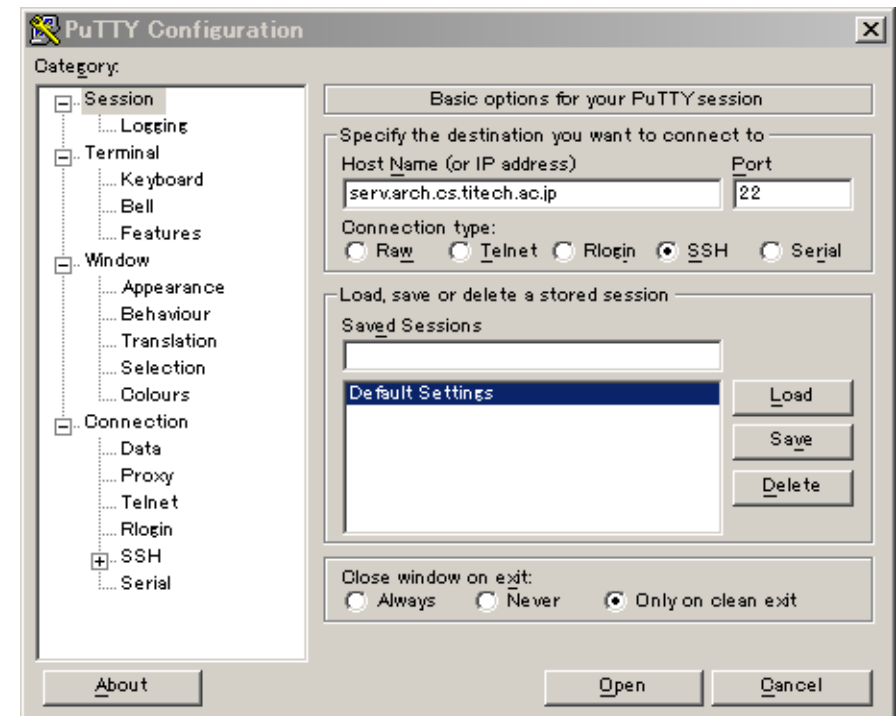 PuTTY Configuration
Category:
Session
Logging
Terminal
Keyboard
Bell
Features
Window
Appearance
Behaviour
Translation
Selection
Colours
Connection
Data
Proxy
Telnet
Rlogin
SSH
Serial
Basic options for your PuTTY session
Specify the destination you want to connect to
Host Name (or IP address) Port
serv.arch.cs.titech.ac.jp 22
Connection type:
Raw Telnet Rlogin SSH Serial
Load, save or delete a stored session
Saved Sessions
Default Settings
Load
Save
Delete
Close window on exit:
Always Never Only on clean exit
About Open Cancel